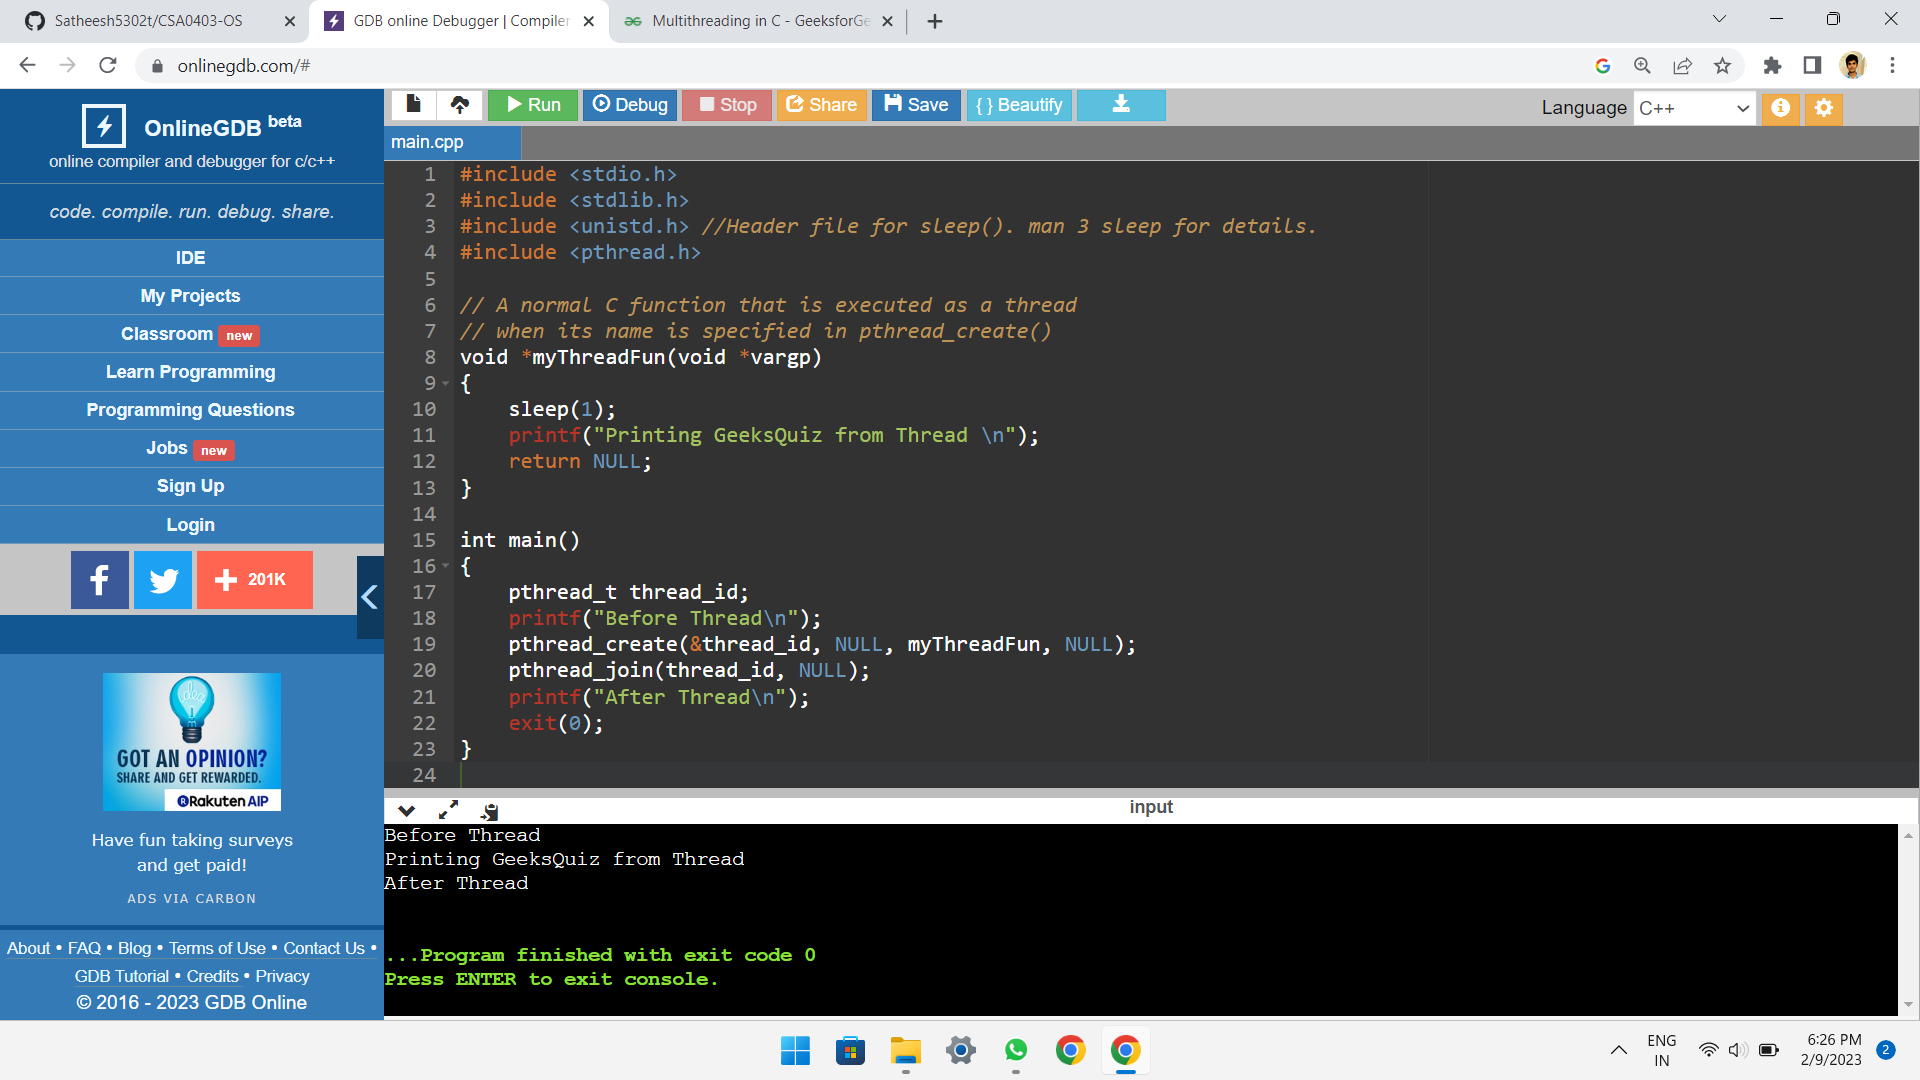 Satheesh5302t/CSA0403-OS
GDB online Debugger | Compiler
Multithreading in C - GeeksforGe
onlinegdb.com/#
OnlineGDB beta
online compiler and debugger for c/c++
code. compile. run. debug. share.
IDE
My Projects
Classroom new
Learn Programming
Programming Questions
Jobs new
Sign Up
Login
201K
GOT AN OPINION?
SHARE AND GET REWARDED.
Rakuten AIP
Have fun taking surveys
and get paid!
ADS VIA CARBON
About • FAQ • Blog • Terms of Use • Contact Us •
GDB Tutorial • Credits • Privacy
© 2016 - 2023 GDB Online
Run Debug Stop Share Save { } Beautify
Language C++
main.cpp
1 #include <stdio.h>
2 #include <stdlib.h>
3 #include <unistd.h> //Header file for sleep(). man 3 sleep for details.
4 #include <pthread.h>
5
6 // A normal C function that is executed as a thread
7 // when its name is specified in pthread_create()
8 void *myThreadFun(void *vargp)
9 {
10 sleep(1);
11 printf("Printing GeeksQuiz from Thread \n");
12 return NULL;
13 }
14
15 int main()
16 {
17 pthread_t thread_id;
18 printf("Before Thread\n");
19 pthread_create(&thread_id, NULL, myThreadFun, NULL);
20 pthread_join(thread_id, NULL);
21 printf("After Thread\n");
22 exit(0);
23 }
24
input
Before Thread
Printing GeeksQuiz from Thread
After Thread
...Program finished with exit code 0
Press ENTER to exit console.
ENG
IN
6:26 PM
2/9/2023
2